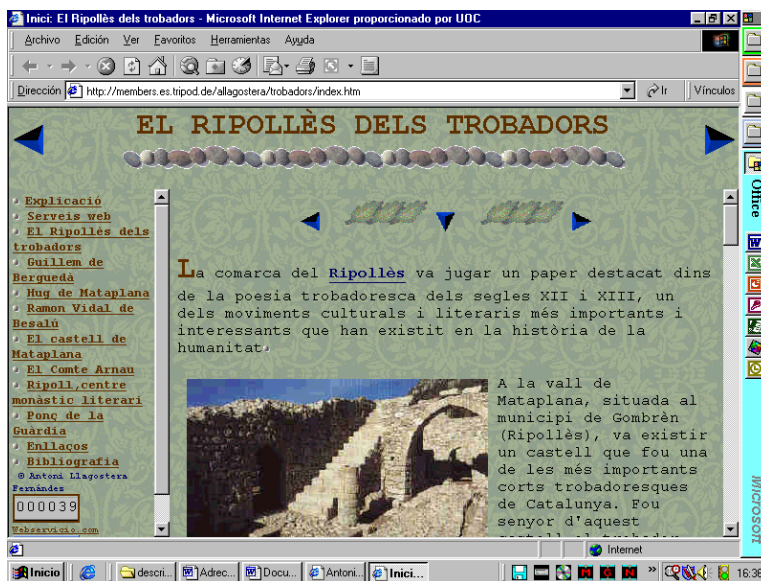 Inici: El Ripollès dels trobadors - Microsoft Internet Explorer proporcionado por UOC
Archivo Edición Ver Favoritos Herramientas Ayuda
Dirección http://members.es.tripod.de/allagostera/trobadors/index.htm Ir Vínculos
EL RIPOLLÈS DELS TROBADORS
Explicació
Serveis web
El Ripollès dels
trobadors
Guillem de
Berguedà
Hug de Mataplana
Ramon Vidal de
Besalú
El castell de
Mataplana
El Comte Arnau
Ripoll,centre
monàstic literari
Ponç de la
Guàrdia
Enllaços
Bibliografia
© Antoni Llagostera
Fernández
000039
Webservicio.com
La comarca del Ripollès va jugar un paper destacat dins
de la poesia trobadoresca dels segles XII i XIII, un
dels moviments culturals i literaris més importants i
interessants que han existit en la història de la
humanitat.
A la vall de
Mataplana, situada al
municipi de Gombrèn
(Ripollès), va existir
un castell que fou una
de les més importants
corts trobadoresques
de Catalunya. Fou
senyor d'aquest
Office
Microsoft
Internet
Inicio descri... Adrec... Docu... Antoni... Inici... 16:36